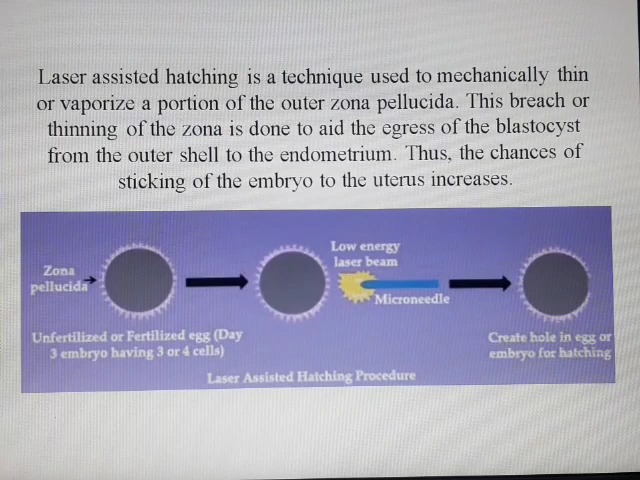 Laser assisted hatching is a technique used to mechanically thin
or vaporize a portion of the outer zona pellucida. This breach or
thinning of the zona is done to aid the egress of the blastocyst
from the outer shell to the endometrium. Thus, the chances of
sticking of the embryo to the uterus increases.
Low energy
laser beam
Zona
pellucida
Microneedle
Unfertilized or Fertilized egg (Day
3 embryo having 3 or 4 cells)
Create hole in egg or
embryo for hatching
Laser Assisted Hatching Procedure